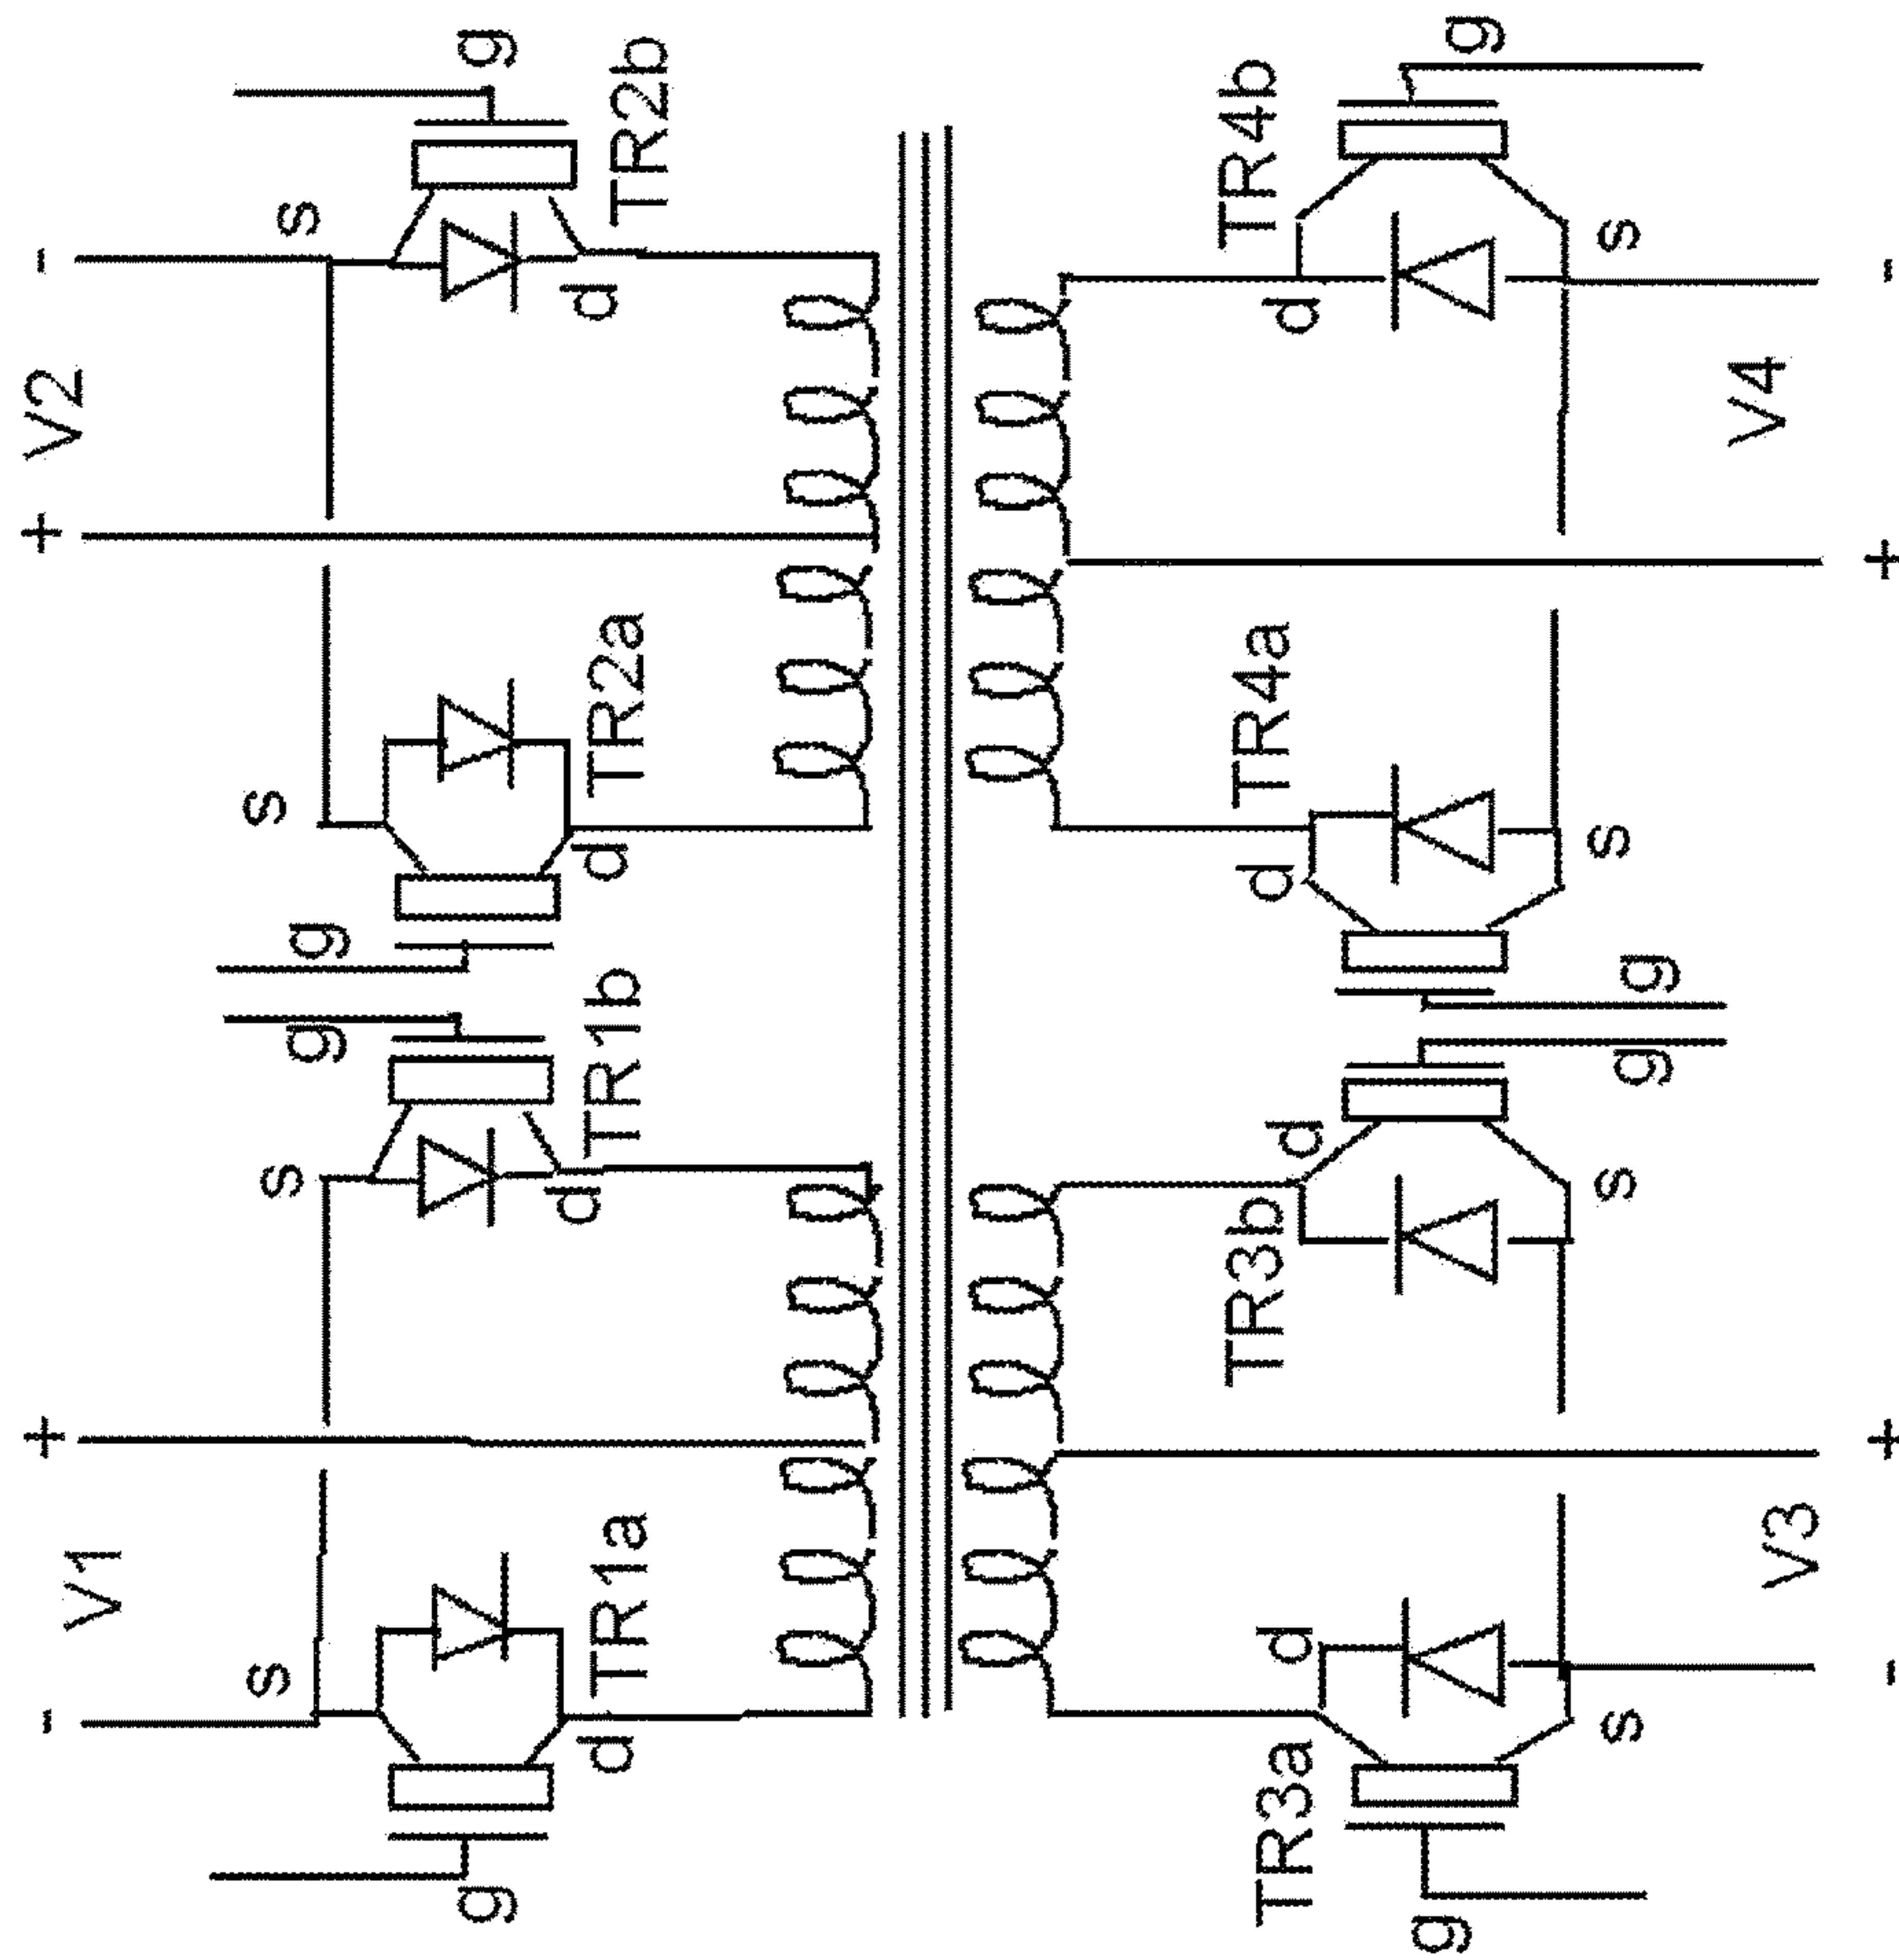 - + + -
V1 V2
s s s s
g g
g g
d d d d
TR1a TR1b TR2a TR2b
TR3a TR3b TR4a TR4b
d d d d
g g
s s s s
g g
V3 V4
- + + -